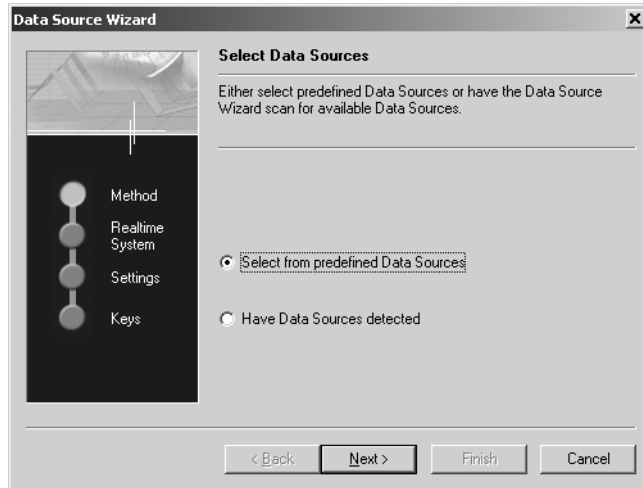 Data Source Wizard
Select Data Sources
Either select predefined Data Sources or have the Data Source
Wizard scan for available Data Sources.
Method
Realtime
System
Settings
Keys
Select from predefined Data Sources
Have Data Sources detected
< Back
Next >
Finish
Cancel